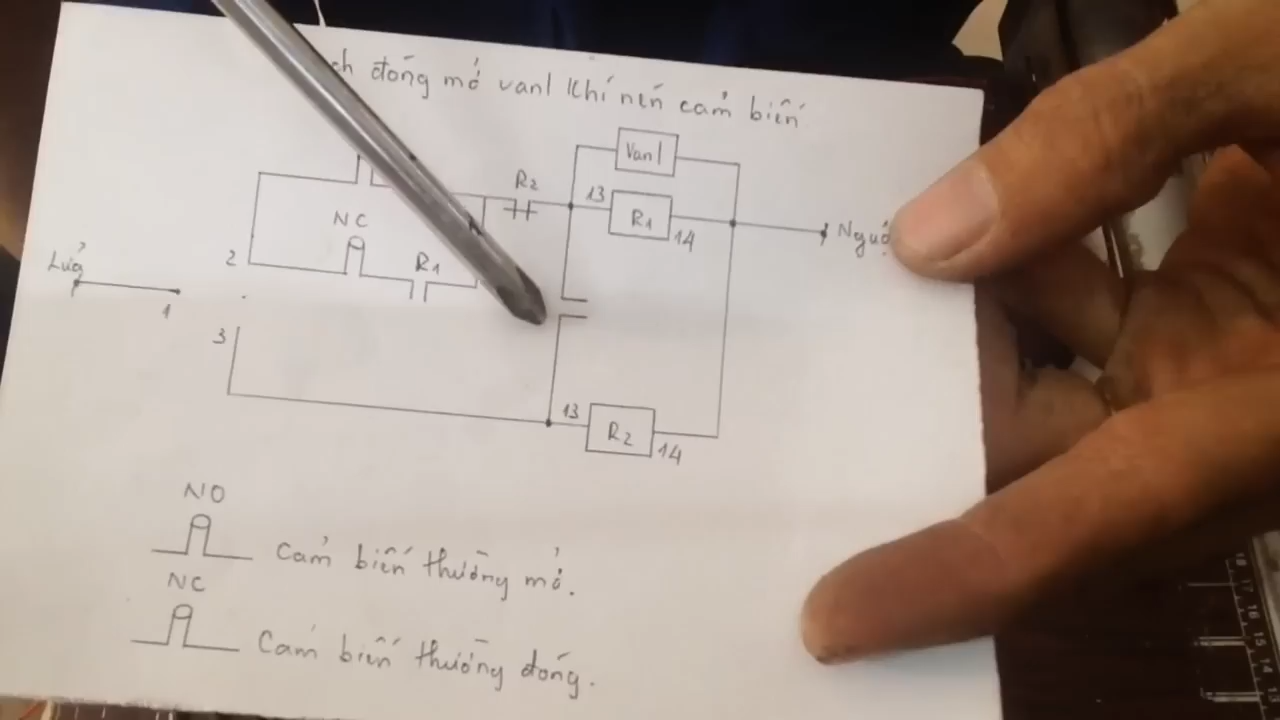 đóng mở van1 khí nén cảm biến
Van1
R2
13
R1
14
NC
2
R1
Lửa
1
3
13
R2
14
NO
Cảm biến thường mở.
NC
Cảm biến thường đóng.